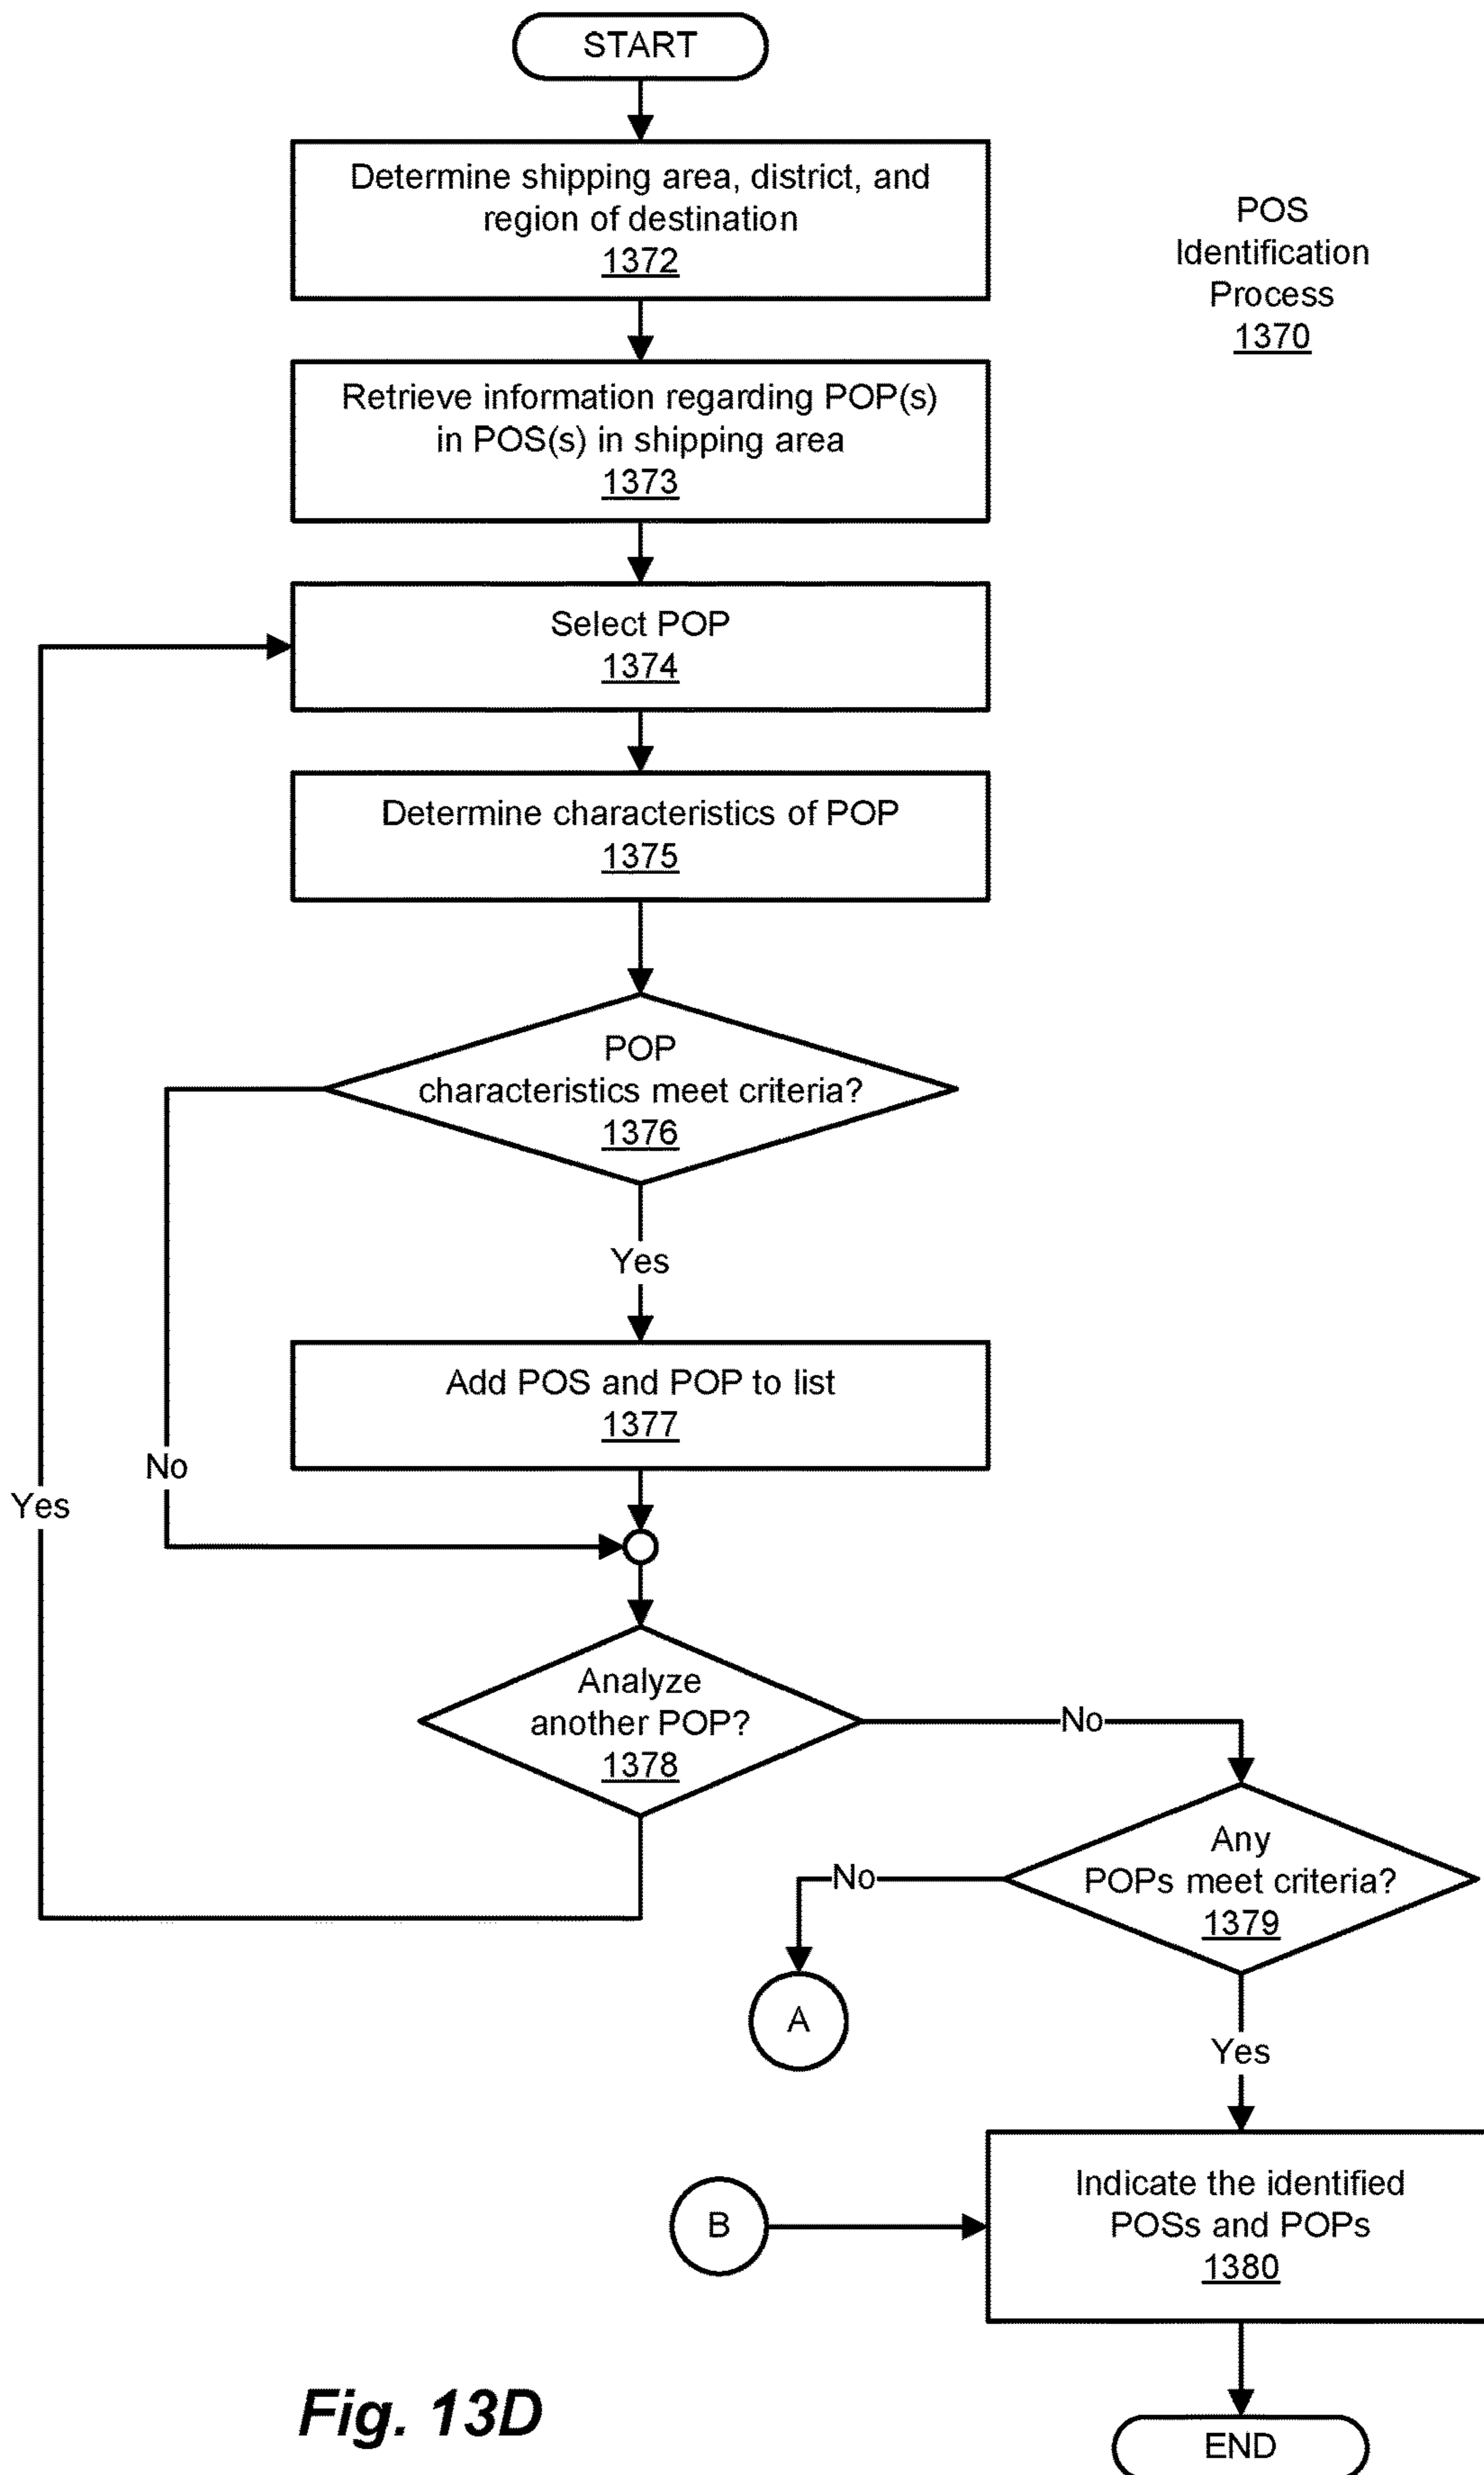 START
Determine shipping area, district, and
region of destination
1372
POS
Identification
Process
1370
Retrieve information regarding POP(s)
in POS(s) in shipping area
1373
Select POP
1374
Determine characteristics of POP
1375
POP
characteristics meet criteria?
1376
Yes
Add POS and POP to list
1377
No
Yes
Analyze
another POP?
1378
No
Any
POPs meet criteria?
1379
No
A
Yes
B
Indicate the identified
POSs and POPs
1380
Fig. 13D
END